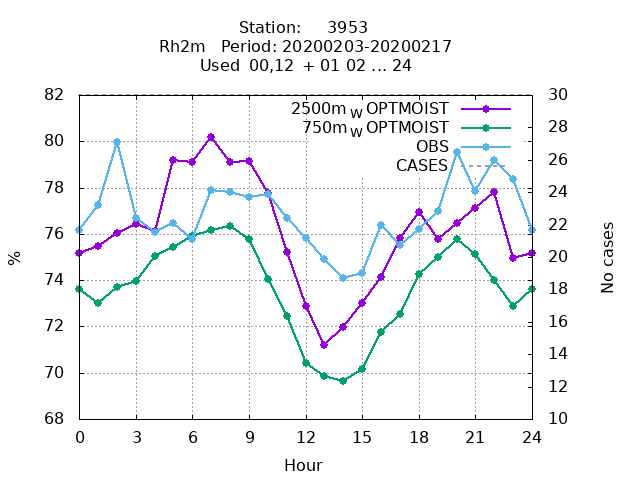 Station: 3953
Rh2m Period: 20200203-20200217
Used 00,12 + 01 02 ... 24
82 30
2500m W OPTMOIST
750m W OPTMOIST
OBS
CASES
80 28
26
78 24
22
76 20
74 18
16
72 14
70 12
68 10
%
No cases
0 3 6 9 12 15 18 21 24
Hour